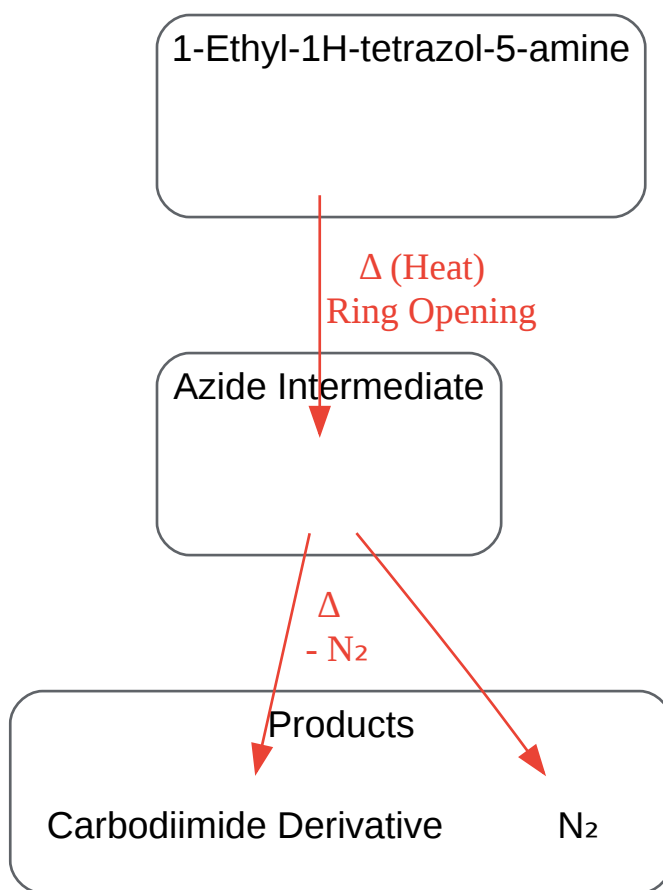 1-Ethyl-1H-tetrazol-5-amine
Δ (Heat)
Ring Opening
Azide Intermediate
Δ
- N₂
Products
Carbodiimide Derivative N₂